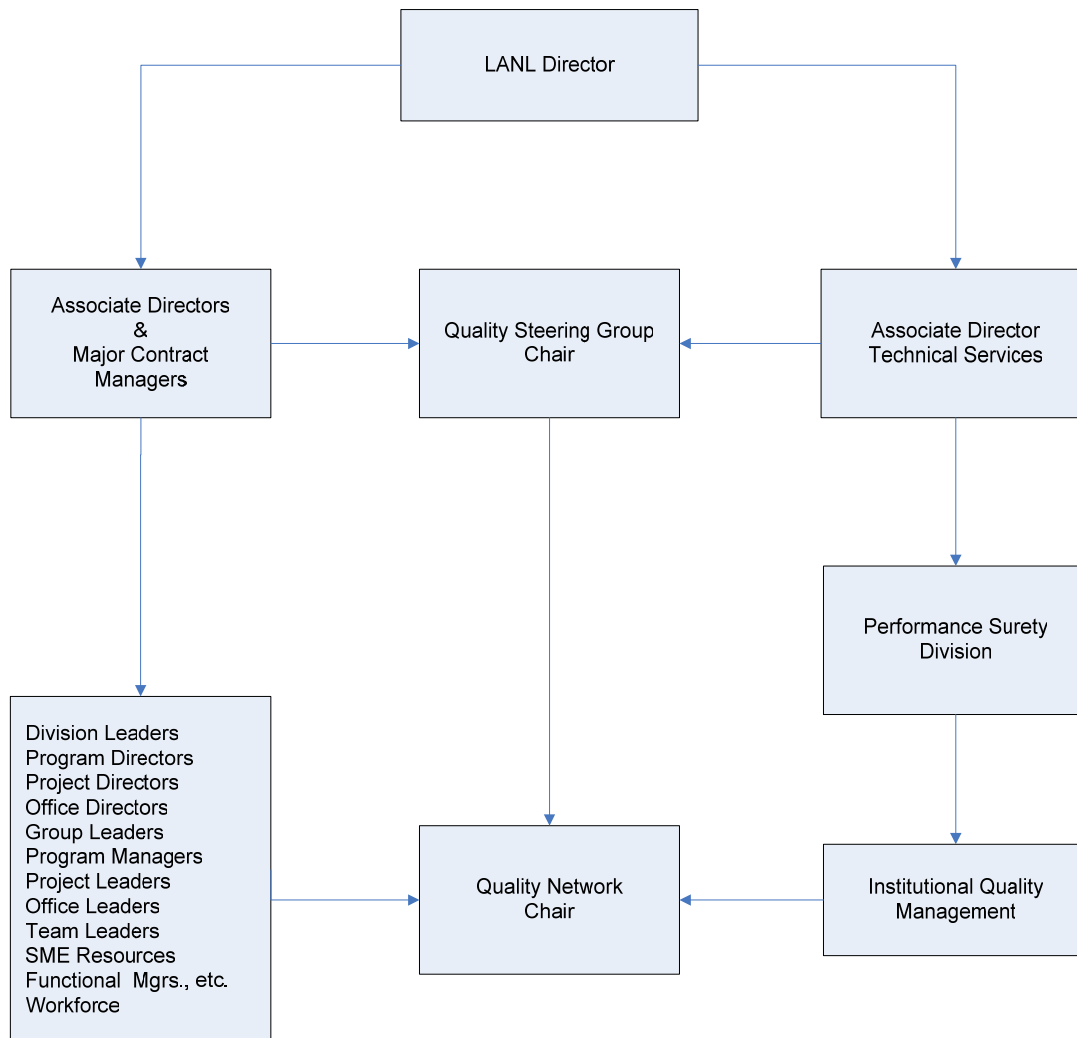 LANL Director
Associate Directors
&
Major Contract
Managers
Quality Steering Group
Chair
Associate Director
Technical Services
Performance Surety
Division
Division Leaders
Program Directors
Project Directors
Office Directors
Group Leaders
Program Managers
Project Leaders
Office Leaders
Team Leaders
SME Resources
Functional Mgrs., etc.
Workforce
Quality Network
Chair
Institutional Quality
Management